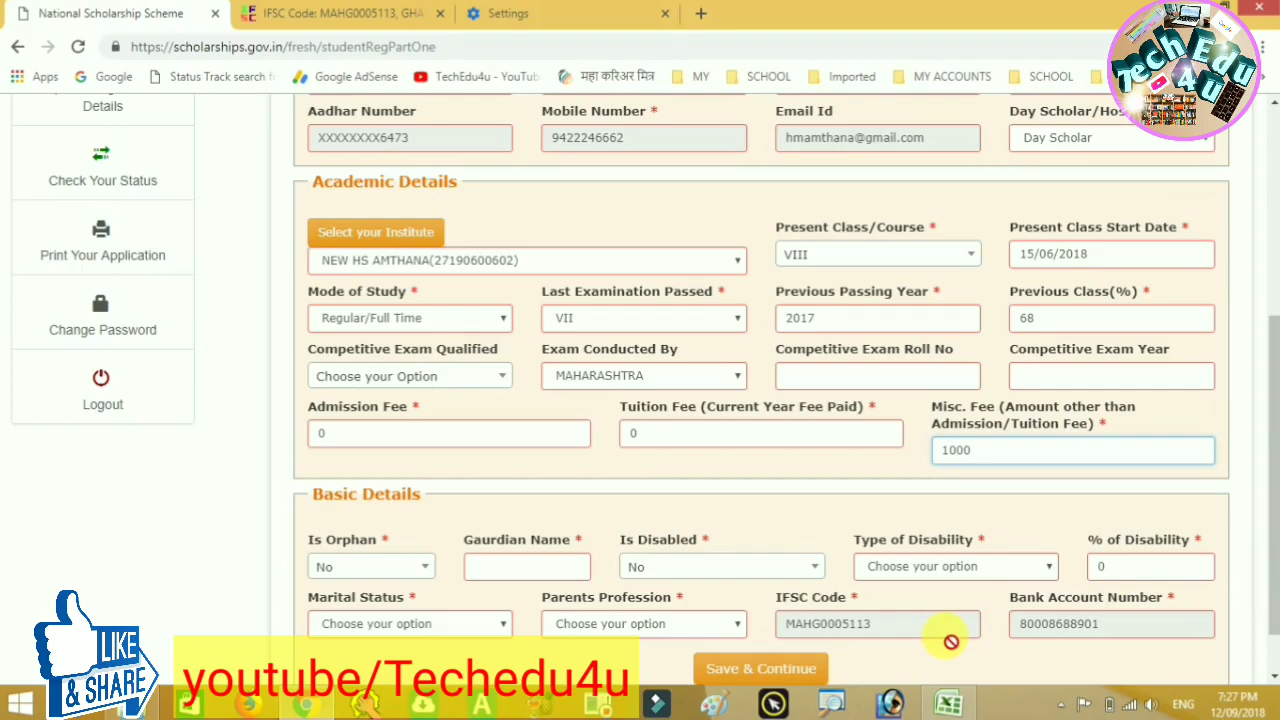 National Scholarship Scheme
IFSC Code: MAHG0005113, GHA
Settings
https://scholarships.gov.in/fresh/studentRegPartOne
Apps
Google
Status Track search f
Google AdSense
TechEdu4u - YouTub
महा करिअर मित्र
MY
SCHOOL
Imported
MY ACCOUNTS
SCHOOL
Tech Edu
4u
Details
Check Your Status
Print Your Application
Change Password
Logout
Aadhar Number
Mobile Number *
Email Id
Day Scholar/Hos
XXXXXXXX6473
9422246662
hmamthana@gmail.com
Day Scholar
Academic Details
Select your Institute
Present Class/Course *
Present Class Start Date *
NEW HS AMTHANA(27190600602)
VIII
15/06/2018
Mode of Study *
Last Examination Passed *
Previous Passing Year *
Previous Class(%) *
Regular/Full Time
VII
2017
68
Competitive Exam Qualified
Exam Conducted By
Competitive Exam Roll No
Competitive Exam Year
Choose your Option
MAHARASHTRA
Admission Fee *
Tuition Fee (Current Year Fee Paid) *
Misc. Fee (Amount other than
Admission/Tuition Fee) *
0
0
1000
Basic Details
Is Orphan *
Gaurdian Name *
Is Disabled *
Type of Disability *
% of Disability *
No
No
Choose your option
0
Marital Status *
Parents Profession *
IFSC Code *
Bank Account Number *
Choose your option
Choose your option
MAHG0005113
80008688901
Save & Continue
LIKE
& SHARE
youtube/Techedu4u
ENG
7:27 PM
12/09/2018